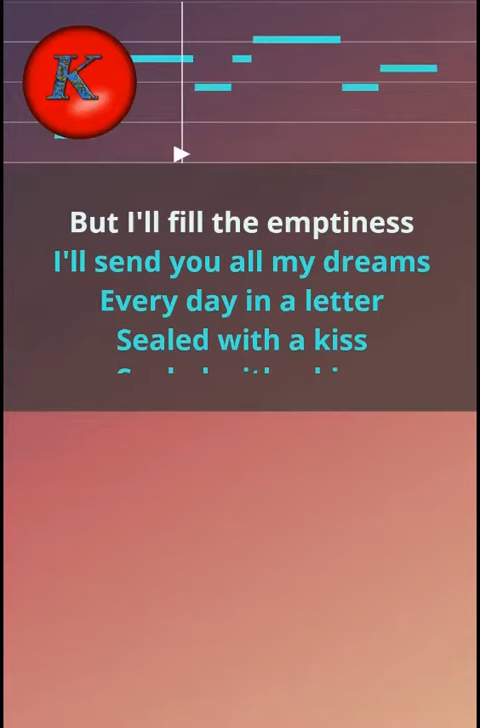 K
But I'll fill the emptiness
I'll send you all my dreams
Every day in a letter
Sealed with a kiss